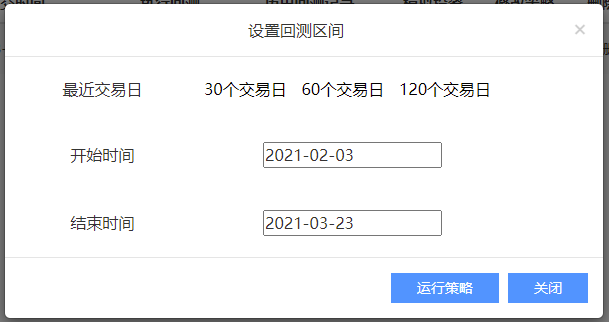 设置回测区间 ×
最近交易日 30个交易日 60个交易日 120个交易日
开始时间 2021-02-03
结束时间 2021-03-23
运行策略 关闭